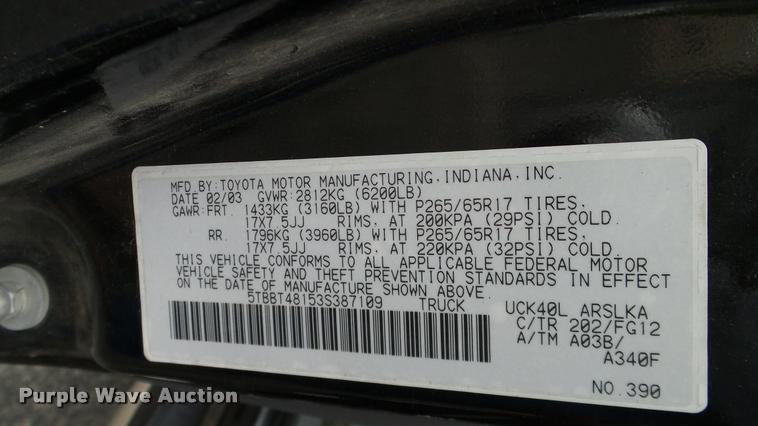 MFD.BY:TOYOTA MOTOR MANUFACTURING.INDIANA.INC.
DATE 02/03 GVWR:2812KG (6200LB)
GAWR:FRT. 1433KG (3160LB) WITH P265/65R17 TIRES.
17X7.5JJ RIMS. AT 200KPA (29PSI) COLD.
RR. 1796KG (3960LB) WITH P265/65R17 TIRES.
17X7.5JJ RIMS. AT 220KPA (32PSI) COLD.
THIS VEHICLE CONFORMS TO ALL APPLICABLE FEDERAL MOTOR
VEHICLE SAFETY AND THEFT PREVENTION STANDARDS IN EFFECT
ON THE DATE OF MANUFACTURE SHOWN ABOVE.
5TBBT48153S387109 TRUCK
UCK40L ARSLKA
C/TR 202/FG12
A/TM A03B/
A340F
NO.390
Purple Wave Auction